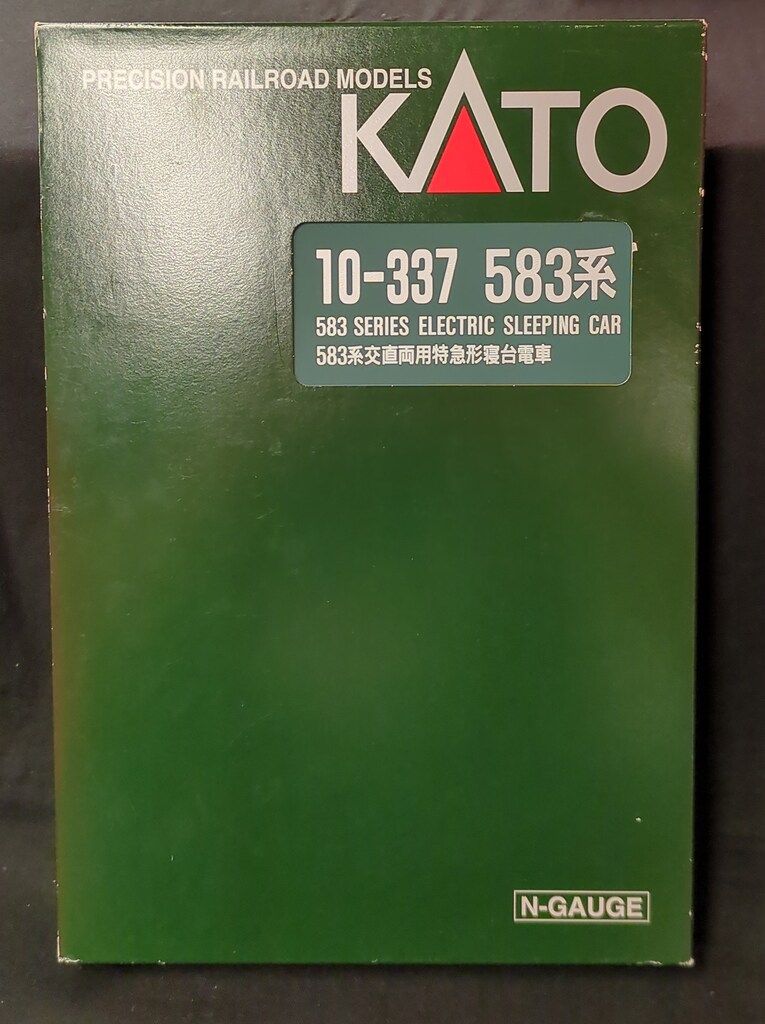 PRECISION RAILROAD MODELS
KATO
10-337 583系
583 SERIES ELECTRIC SLEEPING CAR
583系交直両用特急形寝台電車
N-GAUGE